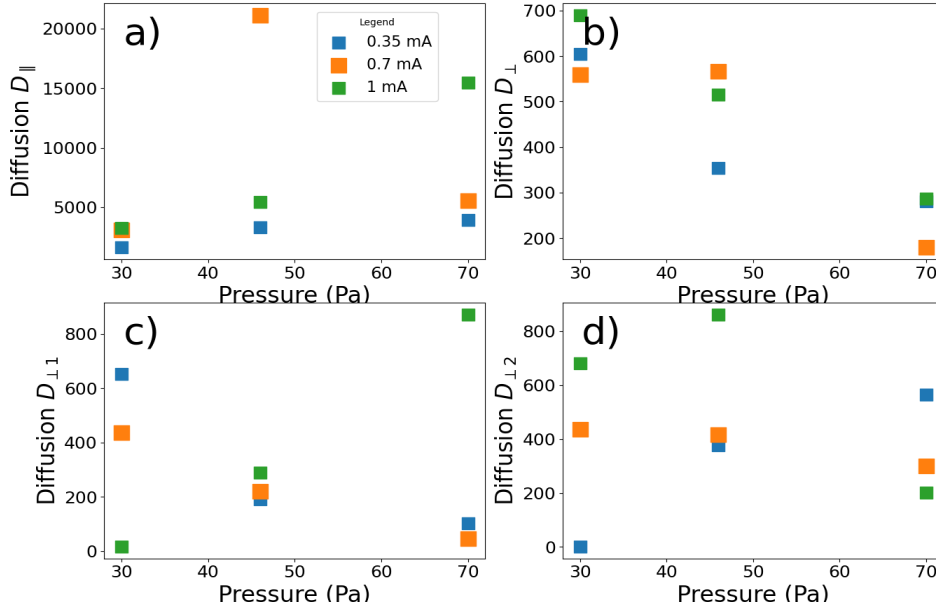 a)
Legend
0.35 mA
0.7 mA
1 mA
Diffusion D∥
20000
15000
10000
5000
30 40 50 60 70
Pressure (Pa)
b)
Diffusion D⊥
700
600
500
400
300
200
30 40 50 60 70
Pressure (Pa)
c)
Diffusion D⊥1
800
600
400
200
0
30 40 50 60 70
Pressure (Pa)
d)
Diffusion D⊥2
800
600
400
200
0
30 40 50 60 70
Pressure (Pa)